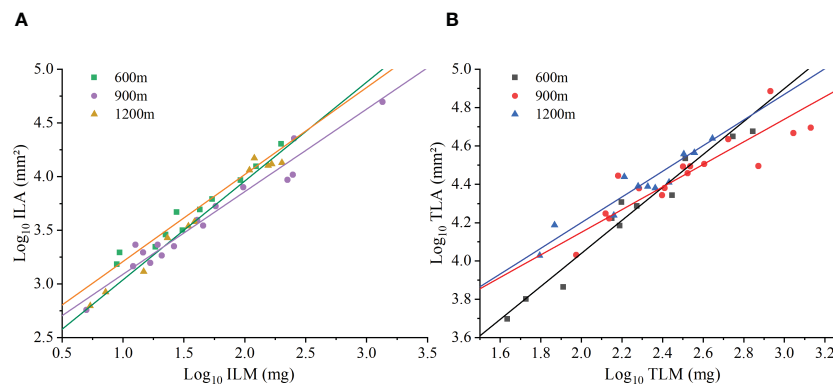 A
Log10 ILA (mm²)
5.0
4.5
4.0
3.5
3.0
2.5
600m
900m
1200m
0.5 1.0 1.5 2.0 2.5 3.0 3.5
Log10 ILM (mg)
B
Log10 TLA (mm²)
5.0
4.8
4.6
4.4
4.2
4.0
3.8
3.6
600m
900m
1200m
1.6 1.8 2.0 2.2 2.4 2.6 2.8 3.0 3.2
Log10 TLM (mg)